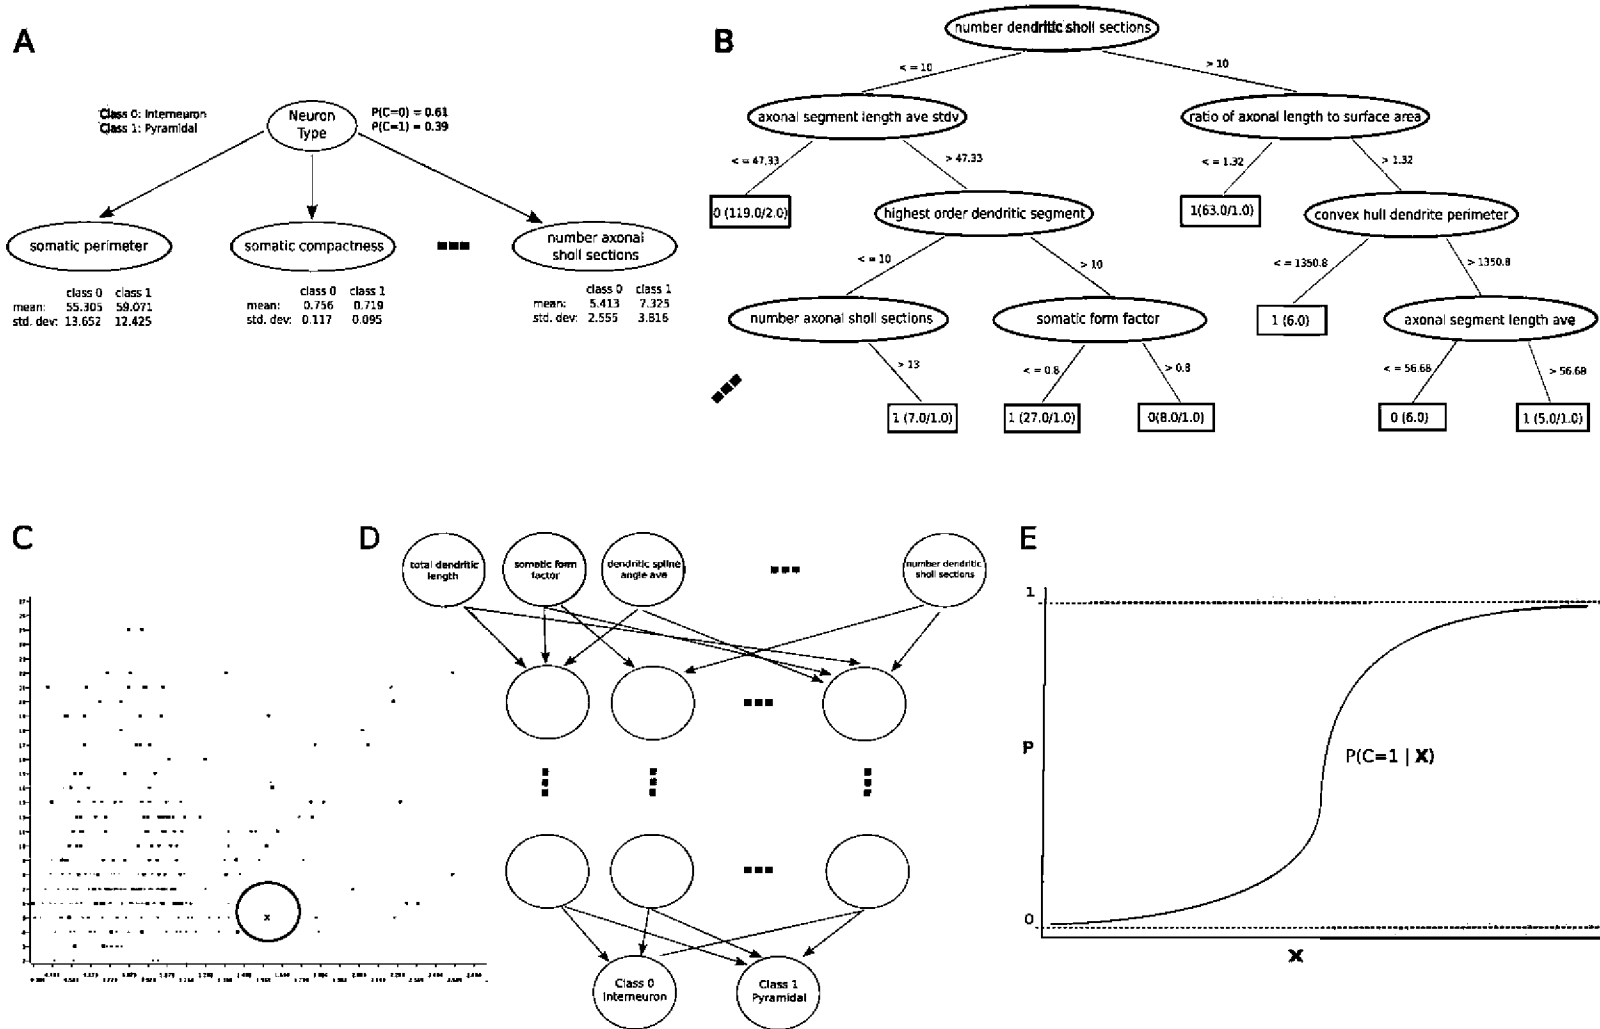 A
Class 0: Interneuron
Class 1: Pyramidal
Neuron
Type
P(C=0) = 0.61
P(C=1) = 0.39
somatic perimeter
somatic compactness
number axonal
sholl sections
class 0 class 1
mean: 55.305 59.071
std. dev: 13.652 12.425
class 0 class 1
mean: 0.756 0.719
std. dev: 0.117 0.095
class 0 class 1
mean: 5.413 7.325
std. dev: 2.555 3.816
B
number dendritic sholl sections
< = 10
> 10
axonal segment length ave stdv
ratio of axonal length to surface area
< = 47.33
> 47.33
< = 1.32
> 1.32
0 (119.0/2.0)
highest order dendritic segment
1(63.0/1.0)
convex hull dendrite perimeter
< = 10
> 10
< = 1350.8
> 1350.8
number axonal sholl sections
somatic form factor
1 (6.0)
axonal segment length ave
> 13
< = 0.8
> 0.8
< = 56.68
> 56.68
1 (7.0/1.0)
1 (27.0/1.0)
0(8.0/1.0)
0 (6.0)
1 (5.0/1.0)
C
x
D
total dendritic
length
somatic form
factor
dendritic spline
angle ave
number dendritic
sholl sections
Class 0
Interneuron
Class 1
Pyramidal
E
1
P
0
P(C=1 | X)
X